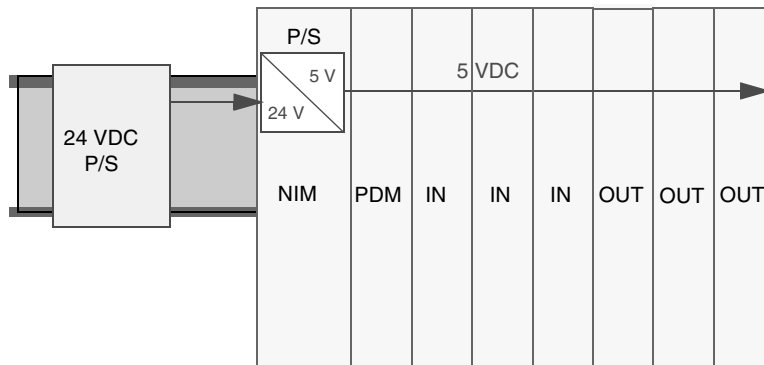 P/S
5 V
24 V
5 VDC
24 VDC
P/S
NIM
PDM
IN
IN
IN
OUT
OUT
OUT